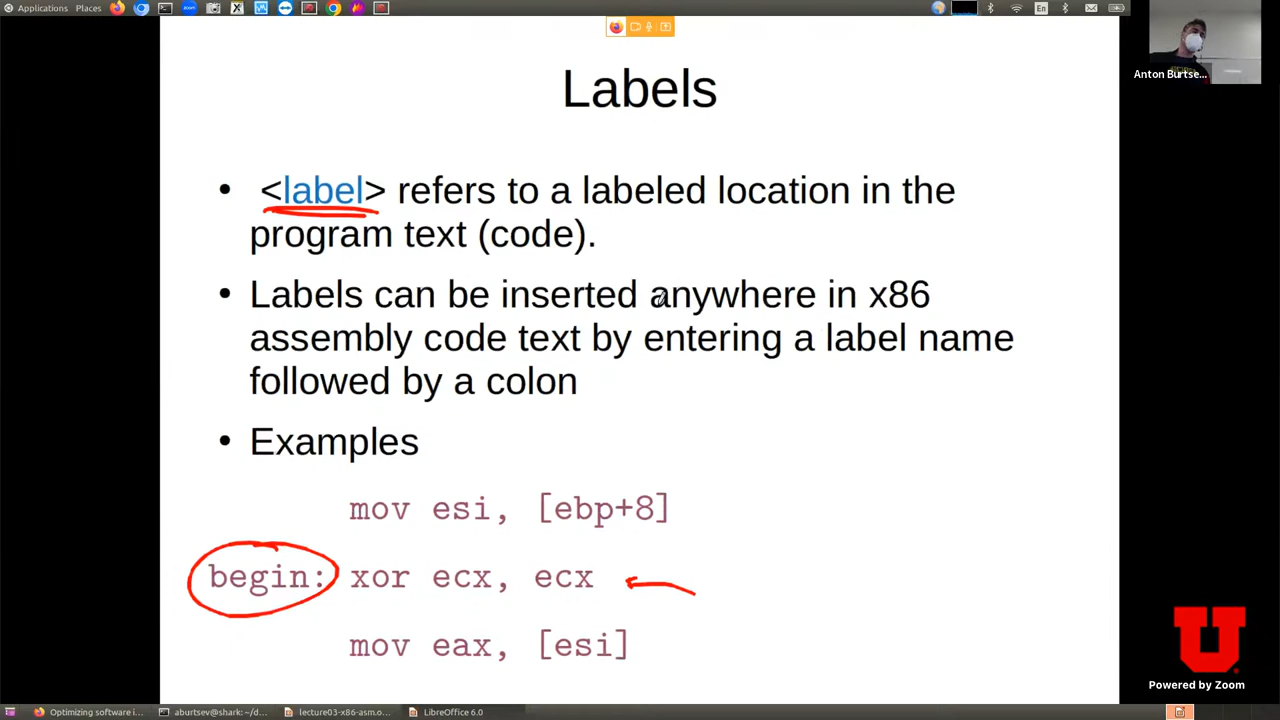 Applications Places
En
Anton Burtse...
Labels
• <label> refers to a labeled location in the
program text (code).
• Labels can be inserted anywhere in x86
assembly code text by entering a label name
followed by a colon
• Examples
mov esi, [ebp+8]
begin: xor ecx, ecx
mov eax, [esi]
U
Powered by Zoom
Optimizing software i...
aburtsev@shark: ~/d...
lecture03-x86-asm.o...
LibreOffice 6.0